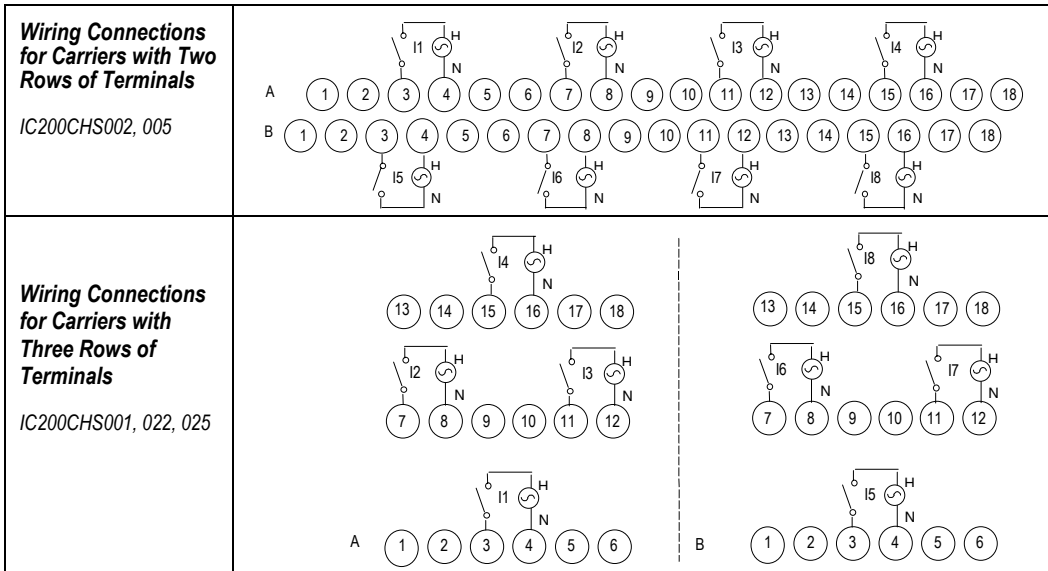 Wiring Connections
for Carriers with Two
Rows of Terminals
IC200CHS002, 005
I1 H I2 H I3 H I4 H
N N N N
A 1 2 3 4 5 6 7 8 9 10 11 12 13 14 15 16 17 18
B 1 2 3 4 5 6 7 8 9 10 11 12 13 14 15 16 17 18
I5 H I6 H I7 H I8 H
N N N N
Wiring Connections
for Carriers with
Three Rows of
Terminals
IC200CHS001, 022, 025
I4 H I8 H
N N
13 14 15 16 17 18 13 14 15 16 17 18
I2 H I3 H I6 H I7 H
N N N N
7 8 9 10 11 12 7 8 9 10 11 12
I1 H I5 H
N N
A 1 2 3 4 5 6 B 1 2 3 4 5 6